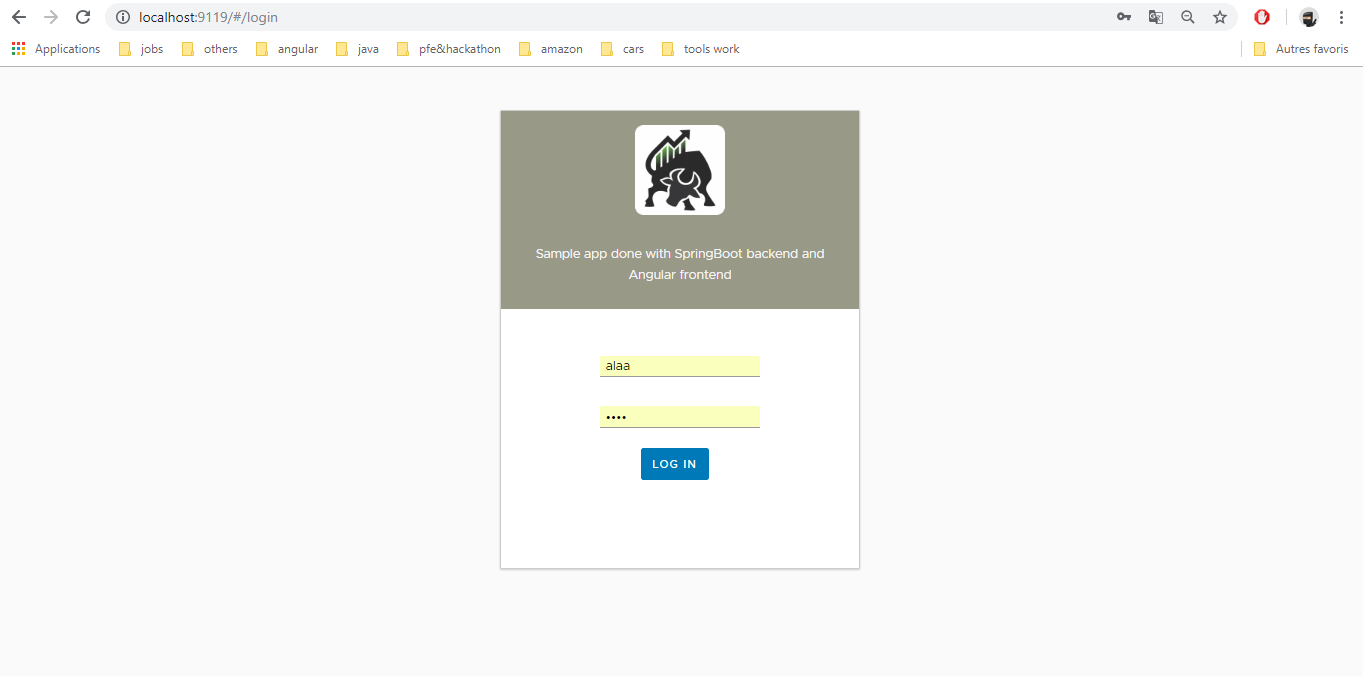 localhost:9119/#/login
Applications jobs others angular java pfe&hackathon amazon cars tools work Autres favoris
Sample app done with SpringBoot backend and
Angular frontend
alaa
••••
LOG IN